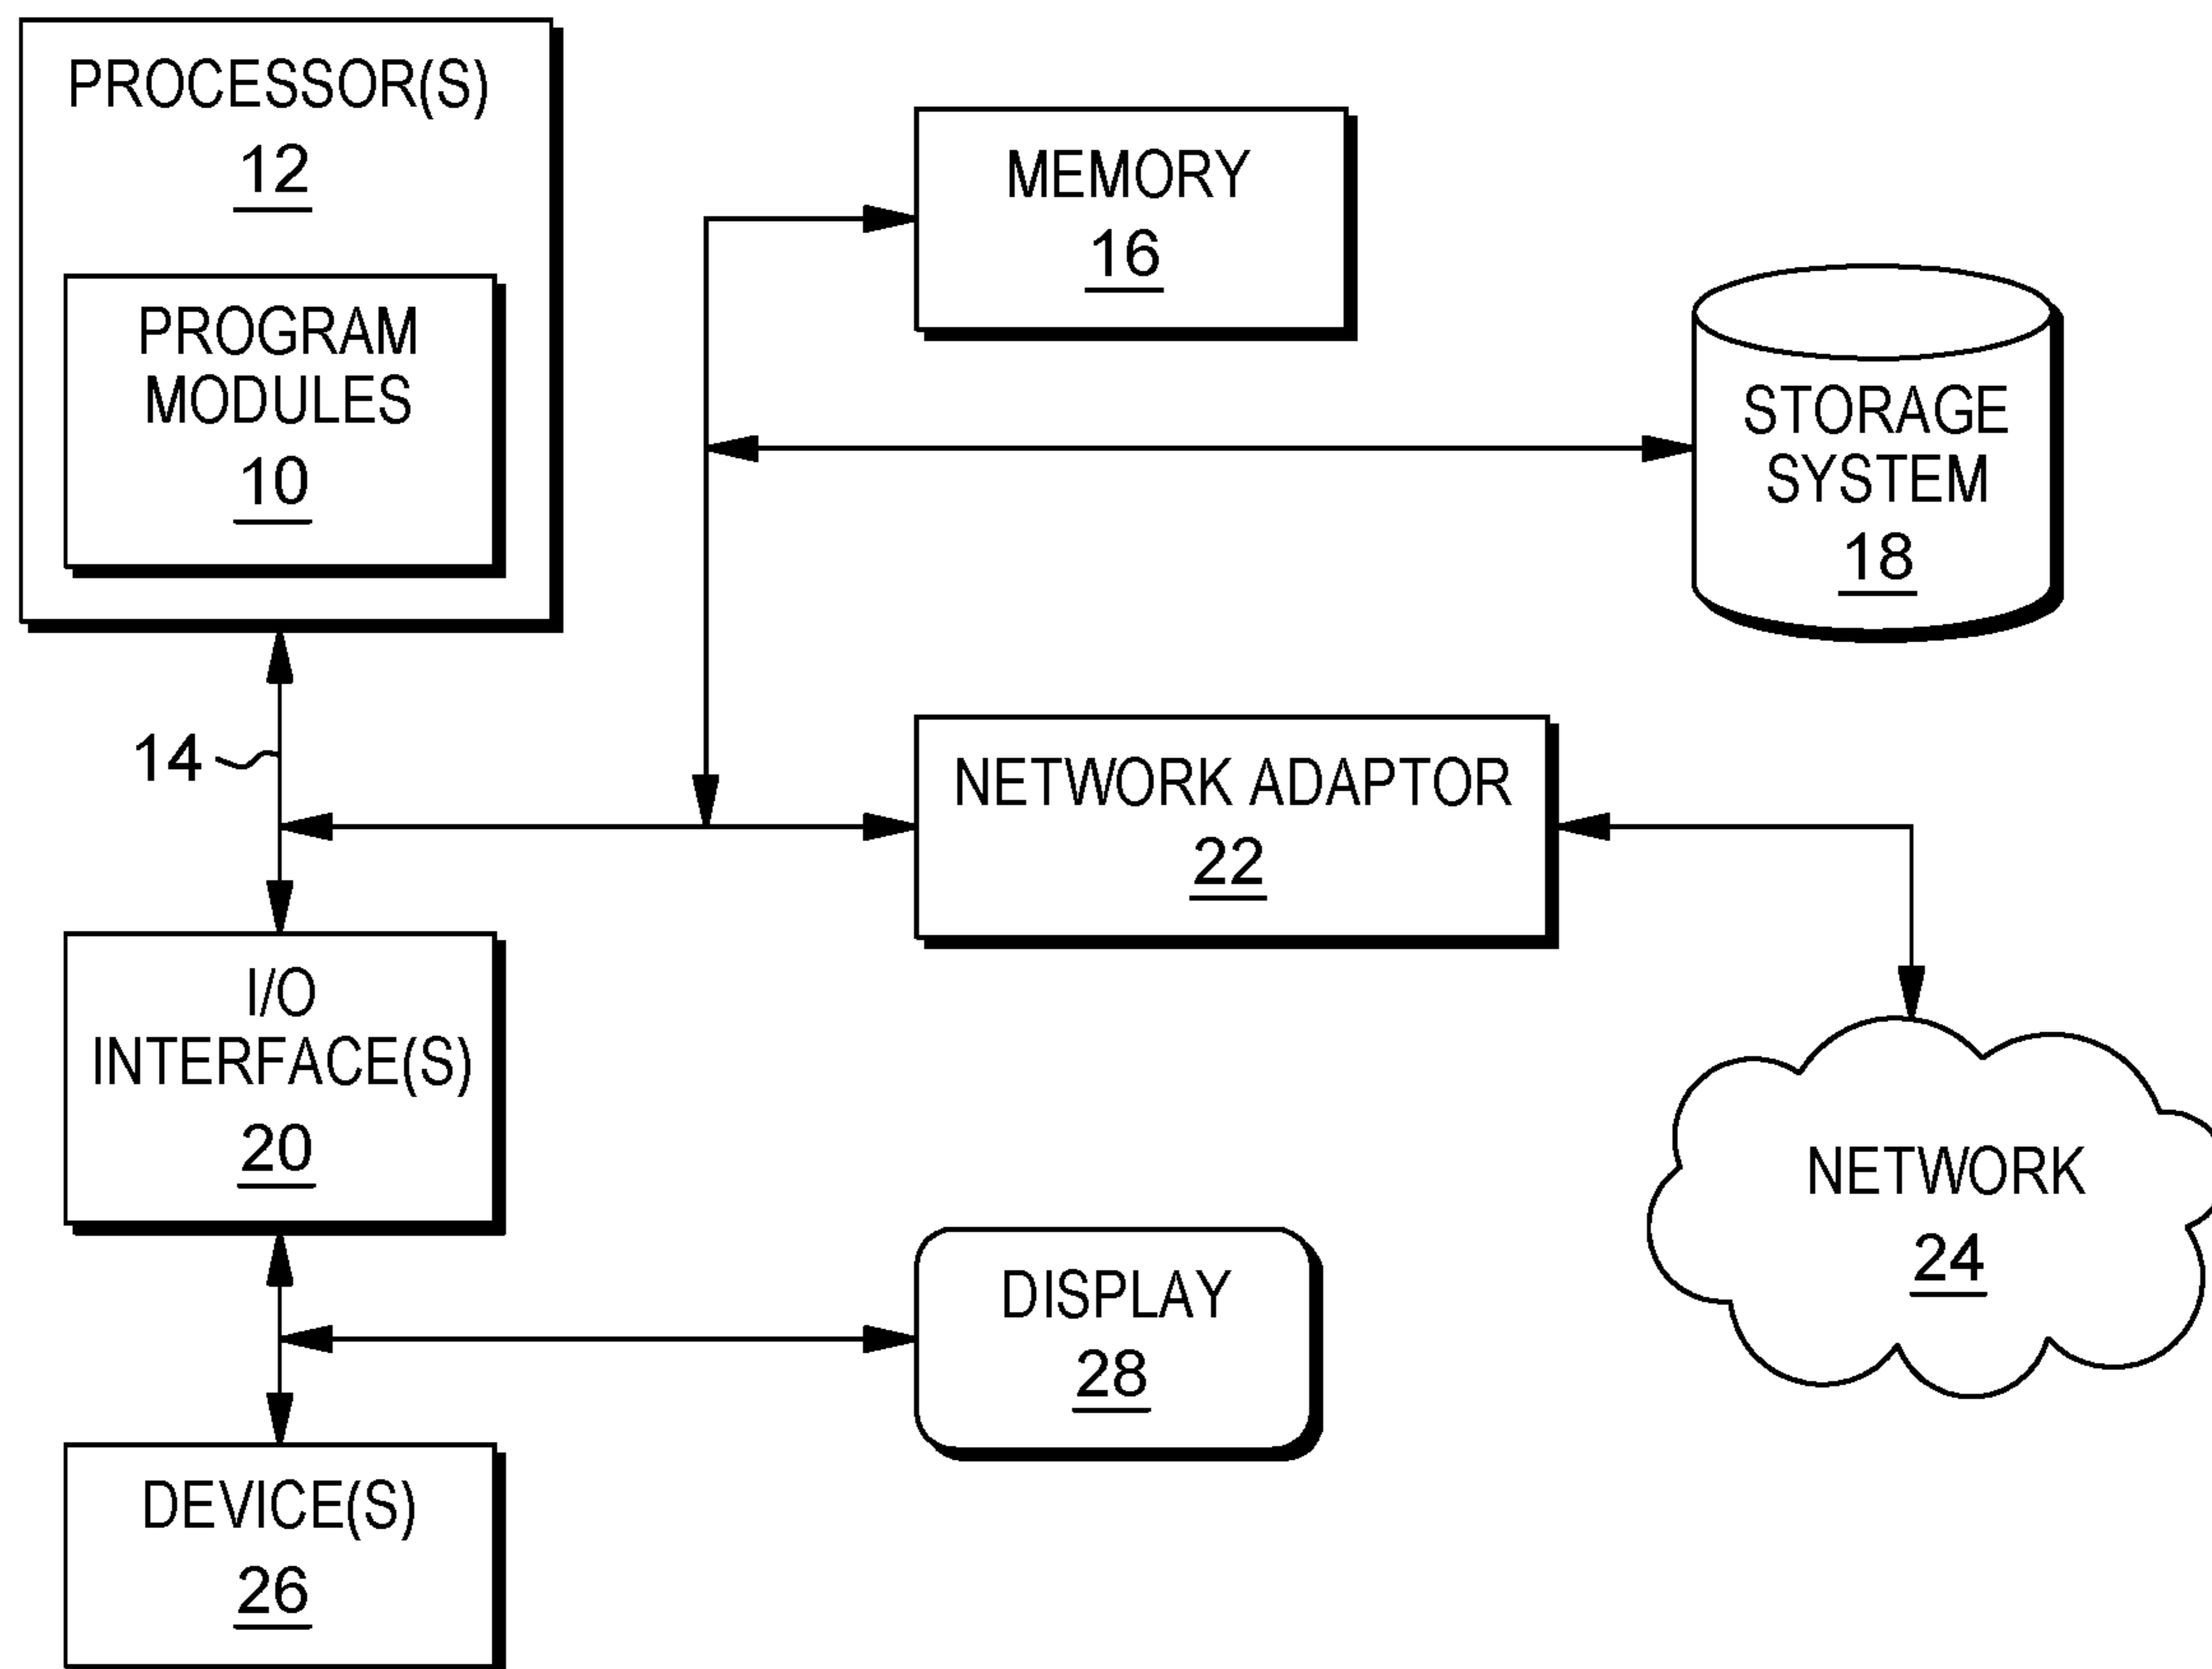 PROCESSOR(S)
12
PROGRAM
MODULES
10
MEMORY
16
STORAGE
SYSTEM
18
14
NETWORK ADAPTOR
22
I/O
INTERFACE(S)
20
NETWORK
24
DISPLAY
28
DEVICE(S)
26